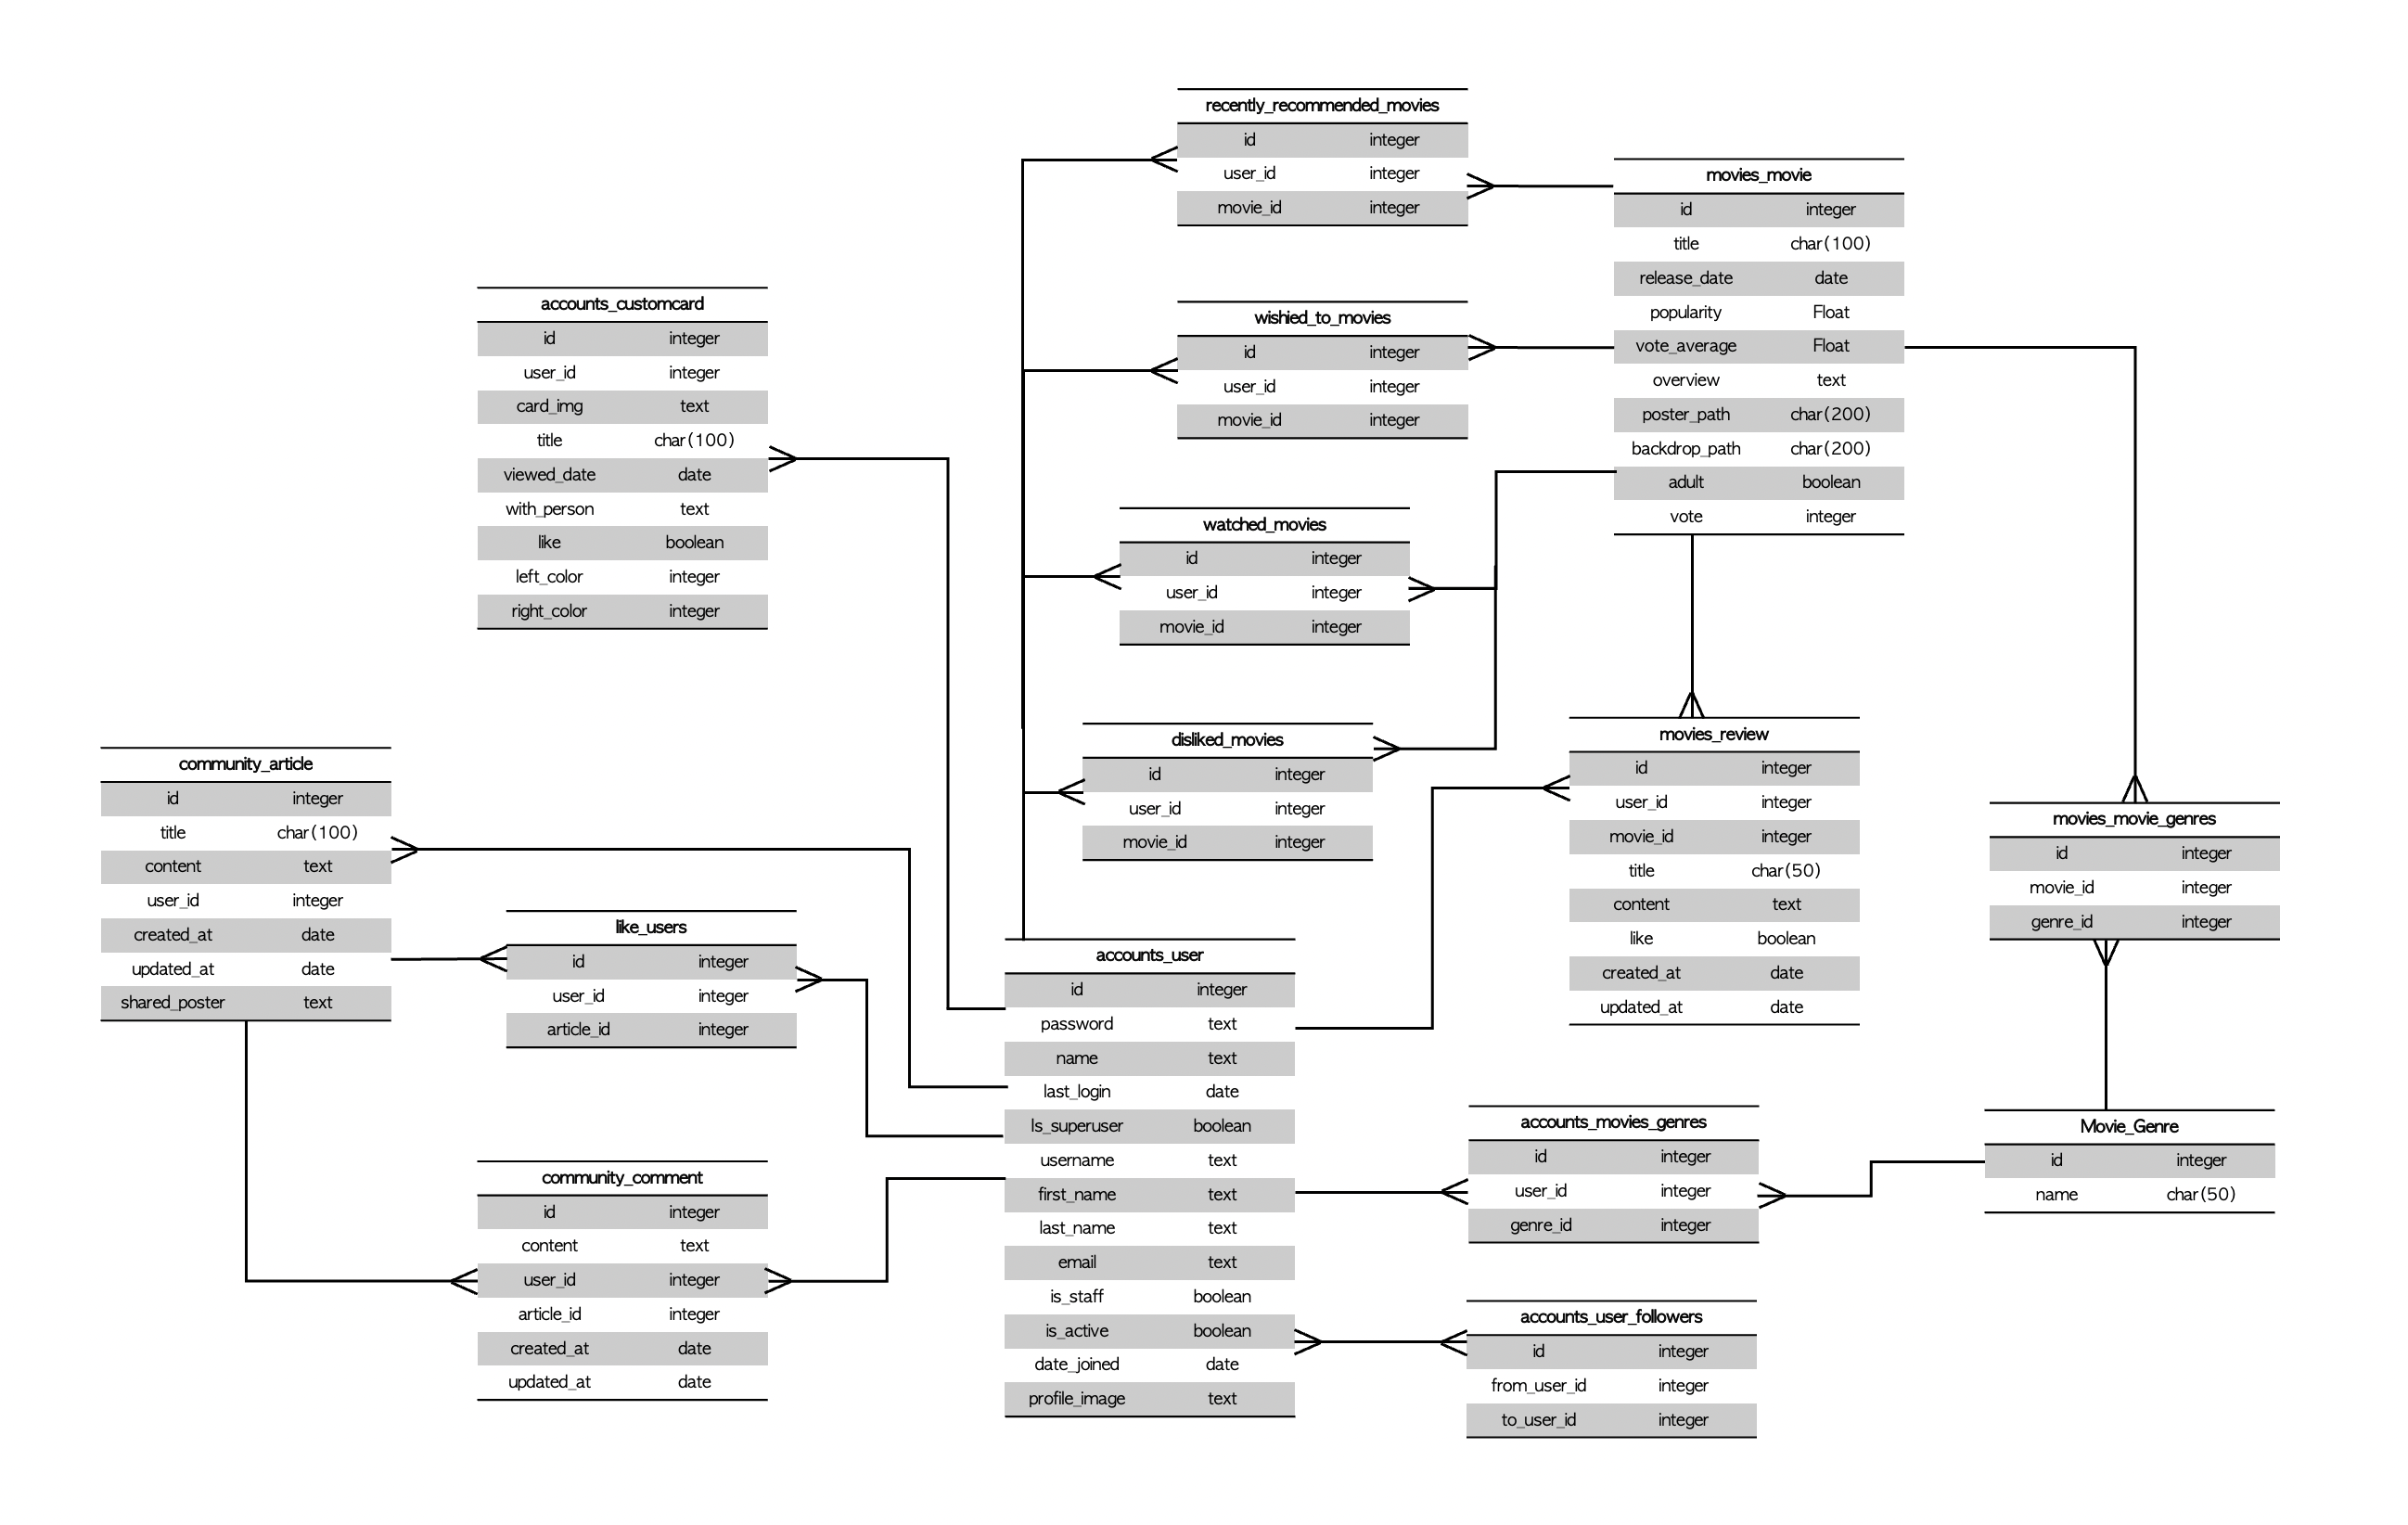 recently_recommended_movies
id integer
user_id integer
movie_id integer
movies_movie
id integer
title char(100)
release_date date
popularity Float
vote_average Float
overview text
poster_path char(200)
backdrop_path char(200)
adult boolean
vote integer
accounts_customcard
id integer
user_id integer
card_img text
title char(100)
viewed_date date
with_person text
like boolean
left_color integer
right_color integer
wishied_to_movies
id integer
user_id integer
movie_id integer
watched_movies
id integer
user_id integer
movie_id integer
disliked_movies
id integer
user_id integer
movie_id integer
movies_review
id integer
user_id integer
movie_id integer
title char(50)
content text
like boolean
created_at date
updated_at date
community_article
id integer
title char(100)
content text
user_id integer
created_at date
updated_at date
shared_poster text
movies_movie_genres
id integer
movie_id integer
genre_id integer
like_users
id integer
user_id integer
article_id integer
accounts_user
id integer
password text
name text
last_login date
Is_superuser boolean
username text
first_name text
last_name text
email text
is_staff boolean
is_active boolean
date_joined date
profile_image text
accounts_movies_genres
id integer
user_id integer
genre_id integer
Movie_Genre
id integer
name char(50)
community_comment
id integer
content text
user_id integer
article_id integer
created_at date
updated_at date
accounts_user_followers
id integer
from_user_id integer
to_user_id integer